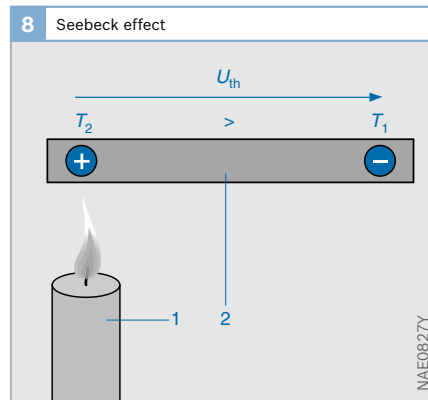 8 Seebeck effect
U_th
T_2 > T_1
+ −
1 2
NAE0827Y